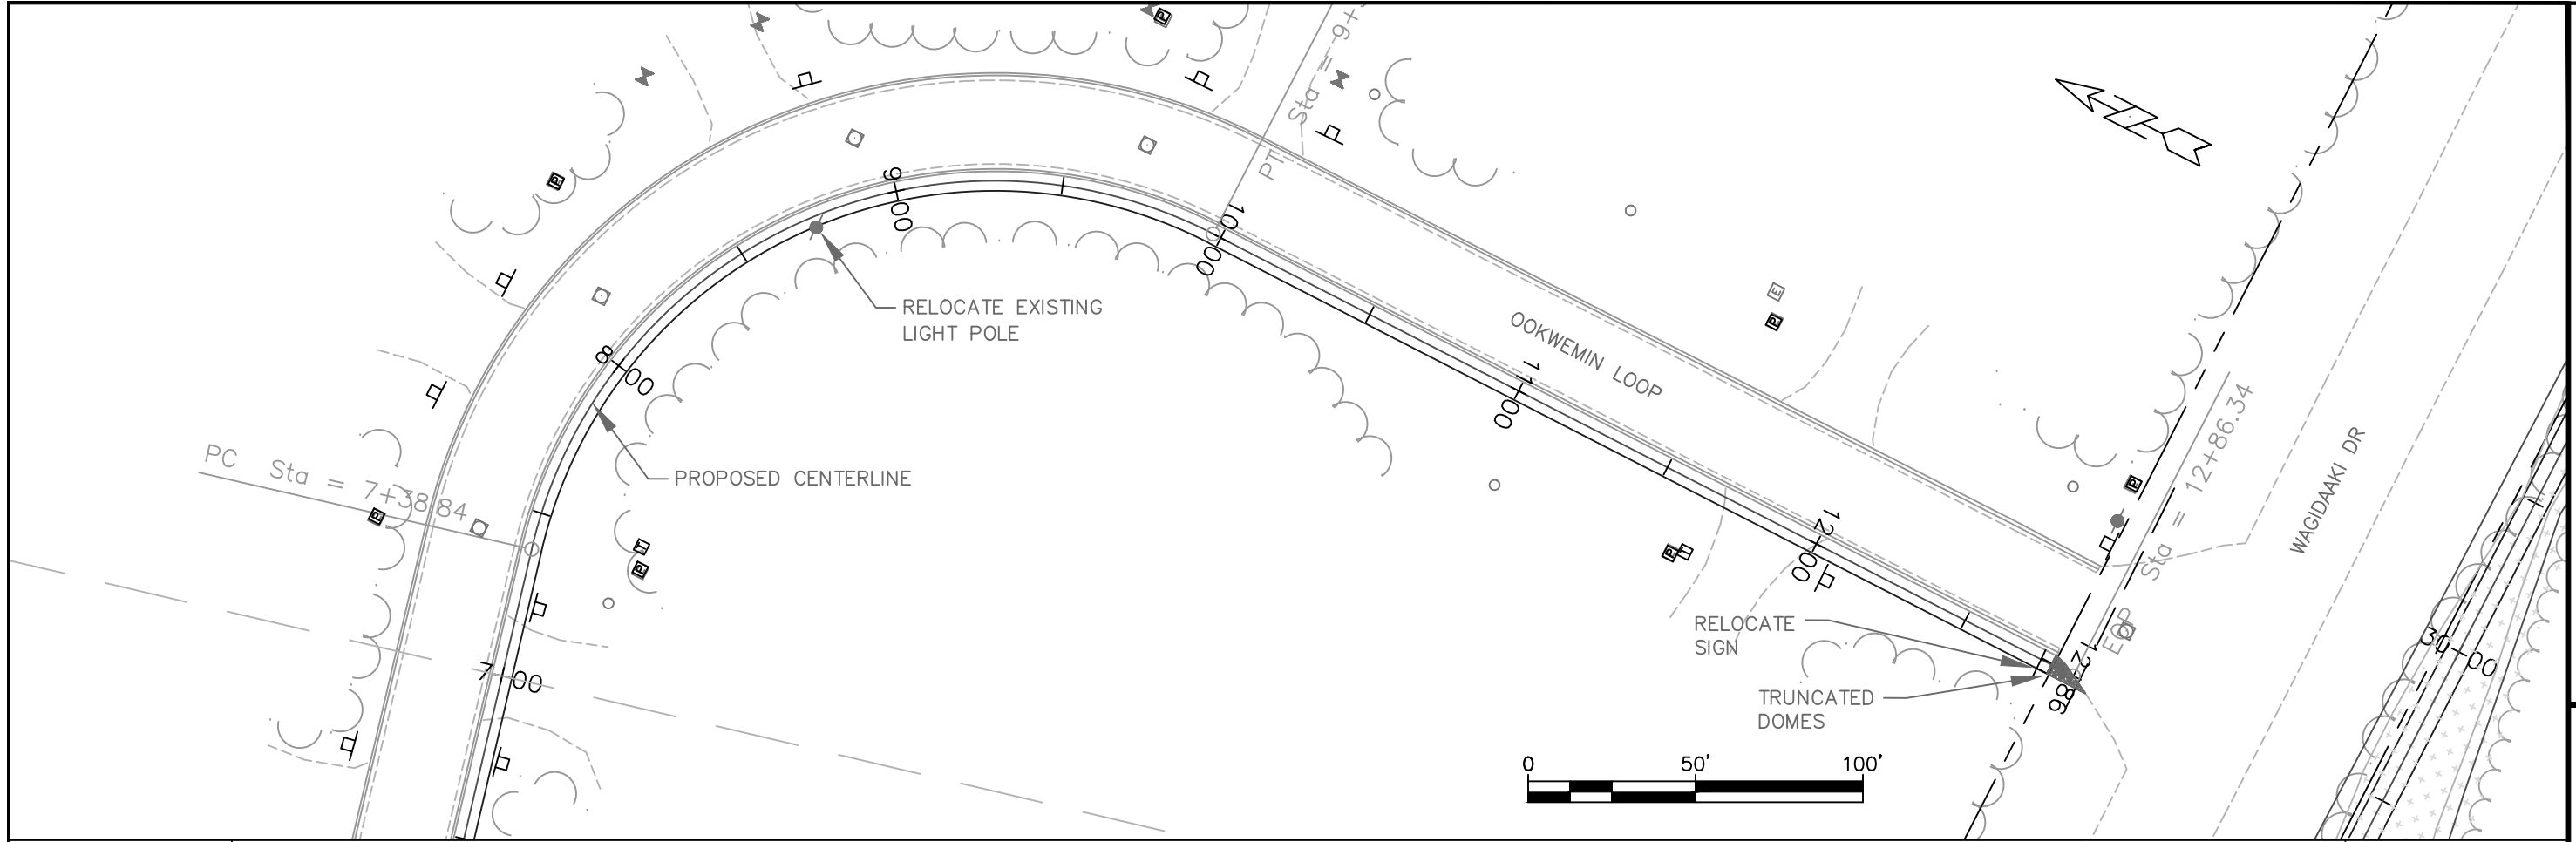 PT Sta = 9+
9
00
10
00
RELOCATE EXISTING
LIGHT POLE
E
P
OOKWEMIN LOOP
8
00
11
00
PC Sta = 7+38.84
PROPOSED CENTERLINE
P
T
P
P
T
12
00
EOP Sta = 12+86.34
WAGIDAAKI DR
RELOCATE
SIGN
7
00
TRUNCATED
DOMES
12+86
30+00
0 50' 100'